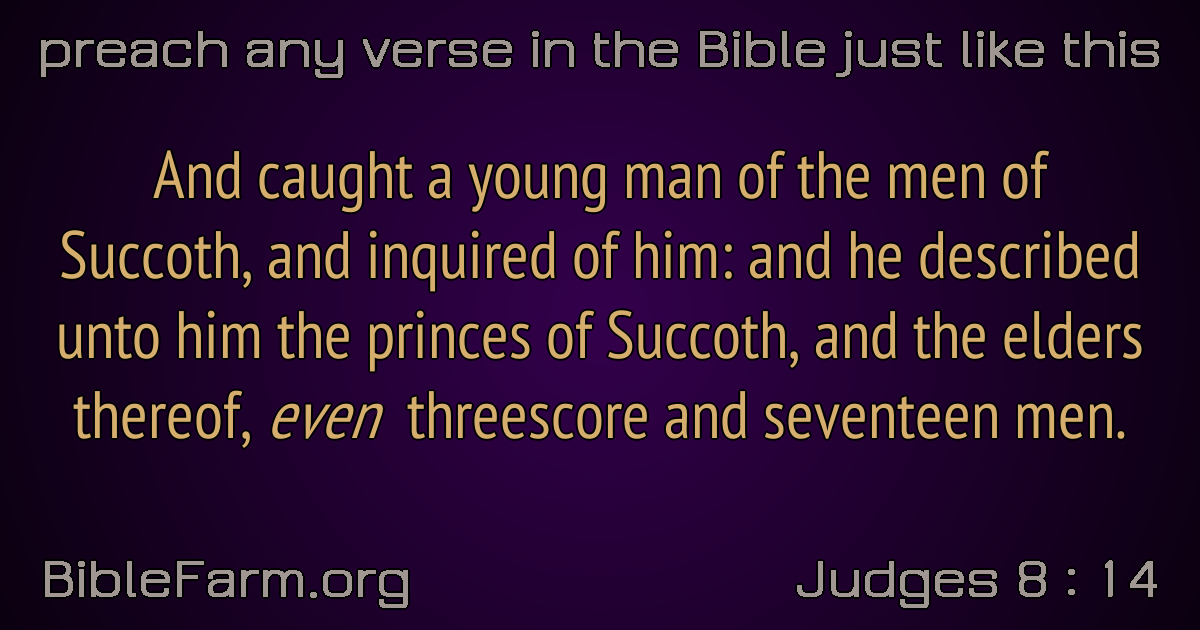 preach any verse in the Bible just like this
And caught a young man of the men of
Succoth, and inquired of him: and he described
unto him the princes of Succoth, and the elders
thereof, even threescore and seventeen men.
BibleFarm.org
Judges 8 : 14